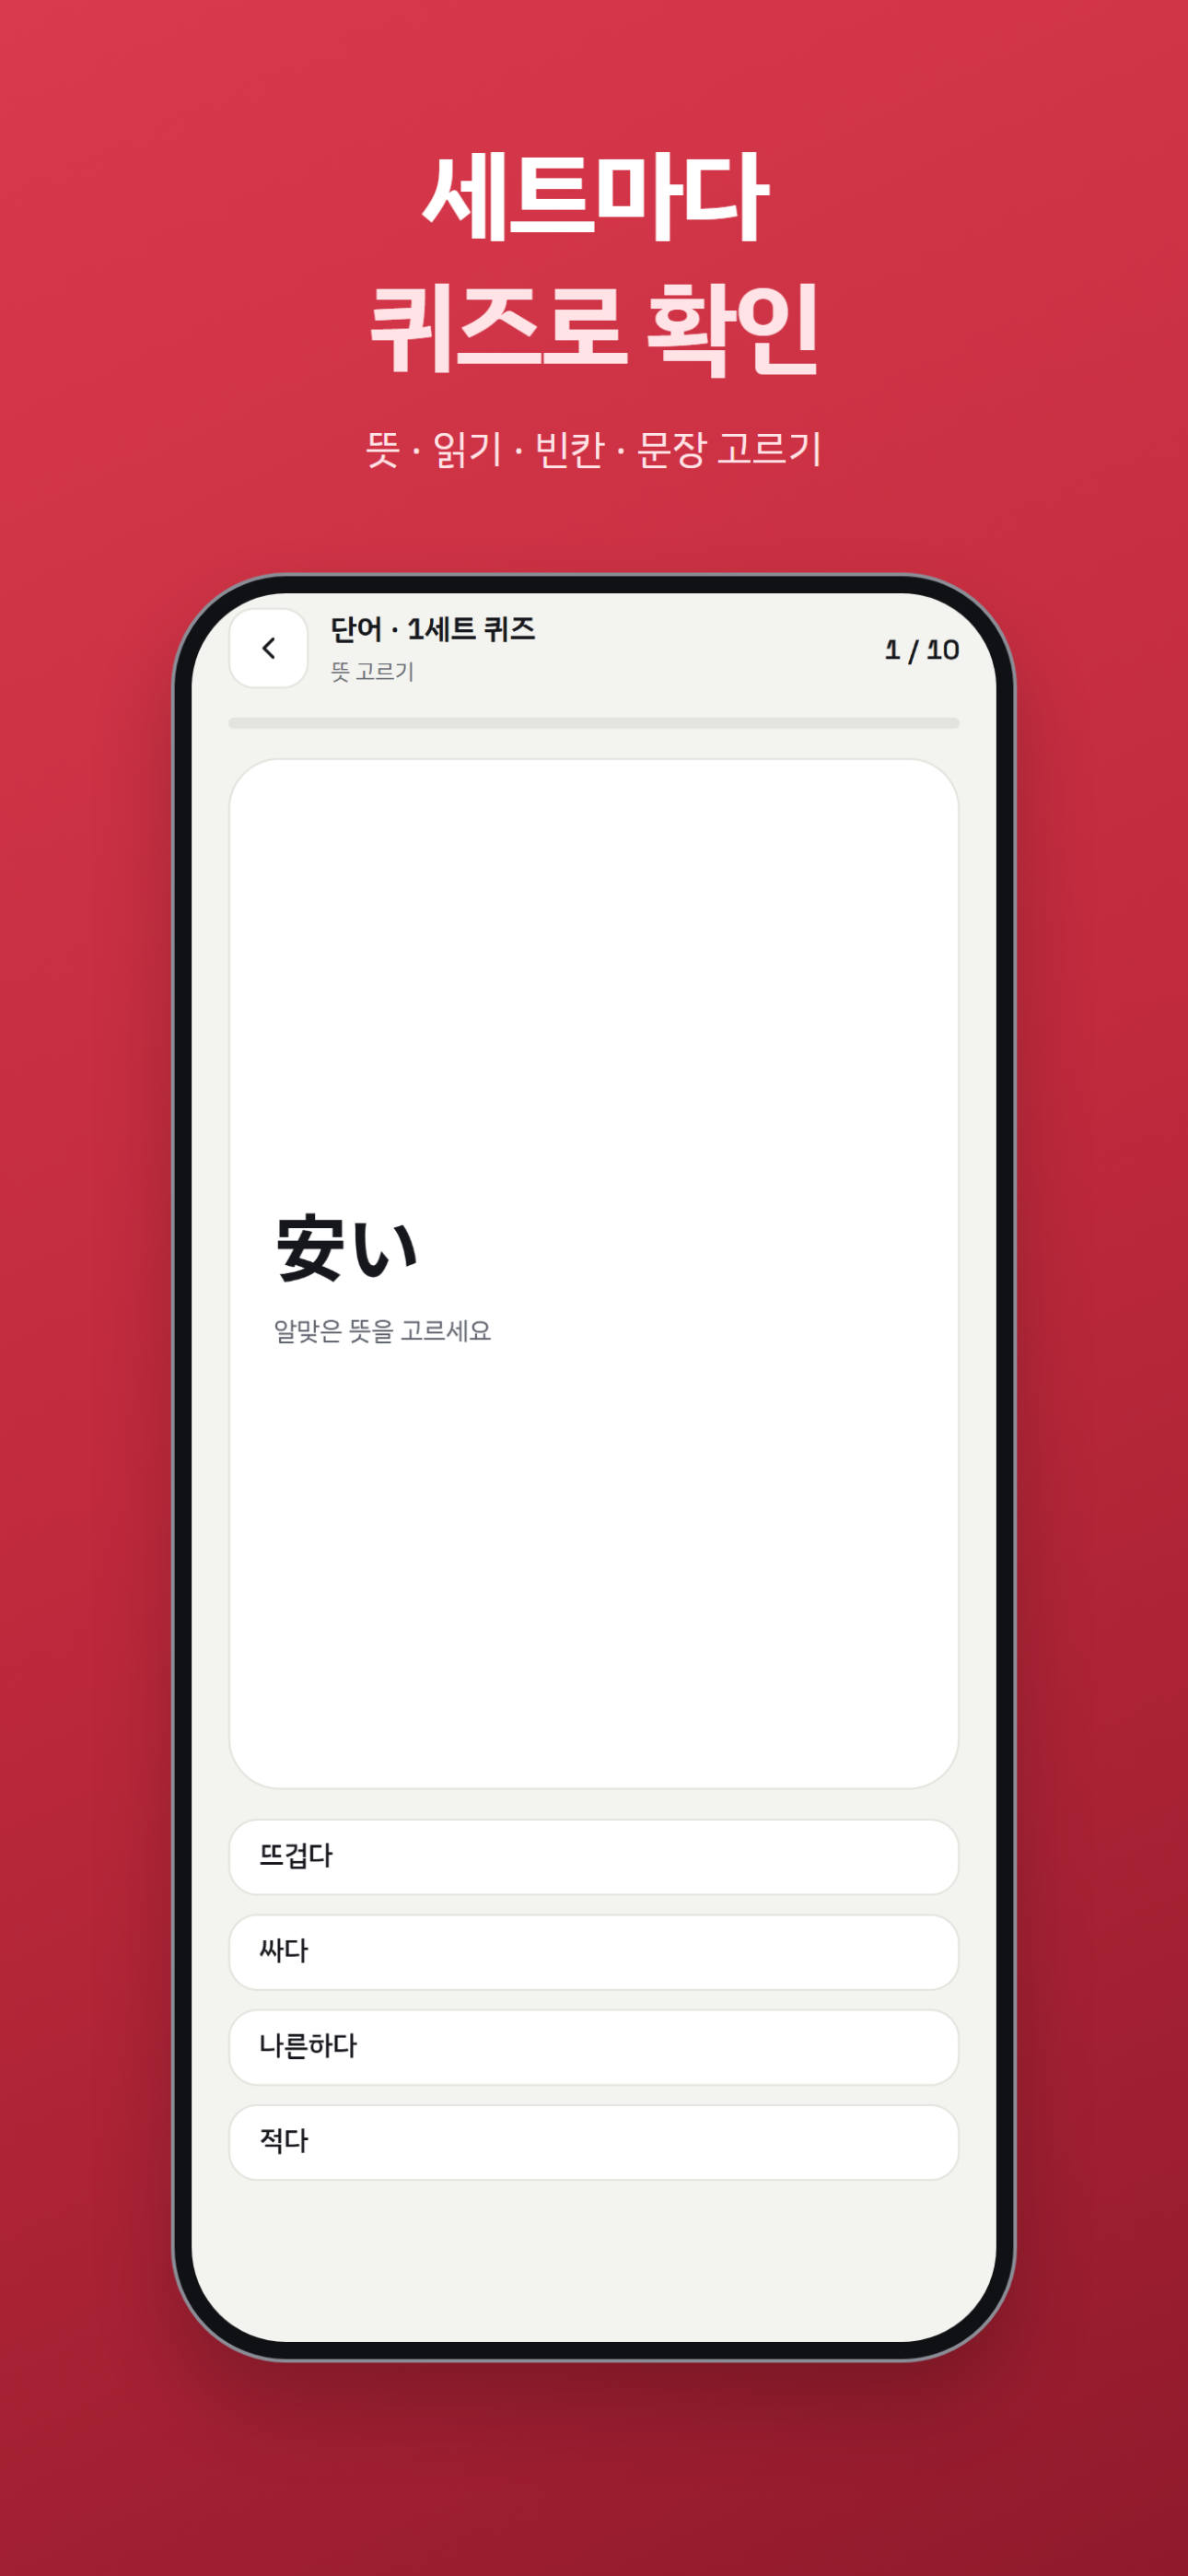 세트마다
퀴즈로 확인
뜻 · 읽기 · 빈칸 · 문장 고르기
단어 · 1세트 퀴즈
뜻 고르기
1 / 10
安い
알맞은 뜻을 고르세요
뜨겁다
싸다
나른하다
적다